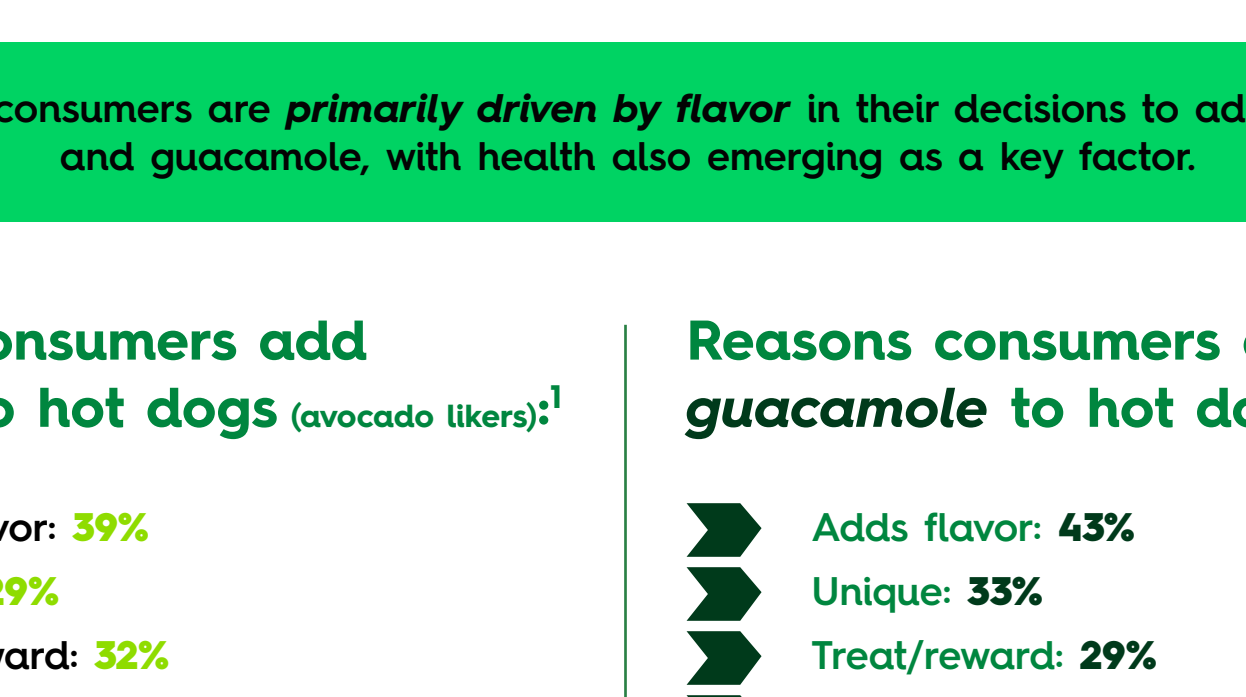 consumers are primarily driven by flavor in their decisions to ad
and guacamole, with health also emerging as a key factor.
onsumers add
o hot dogs (avocado likers):1
vor: 39%
29%
ward: 32%
Reasons consumers
guacamole to hot do
Adds flavor: 43%
Unique: 33%
Treat/reward: 29%